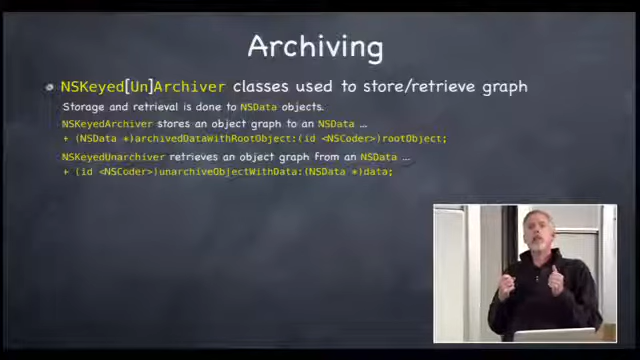 Archiving
NSKeyed[Un]Archiver classes used to store/retrieve graph
Storage and retrieval is done to NSData objects.
NSKeyedArchiver stores an object graph to an NSData ...
+ (NSData *)archivedDataWithRootObject:(id <NSCoder>)rootObject;
NSKeyedUnarchiver retrieves an object graph from an NSData ...
+ (id <NSCoder>)unarchiveObjectWithData:(NSData *)data;